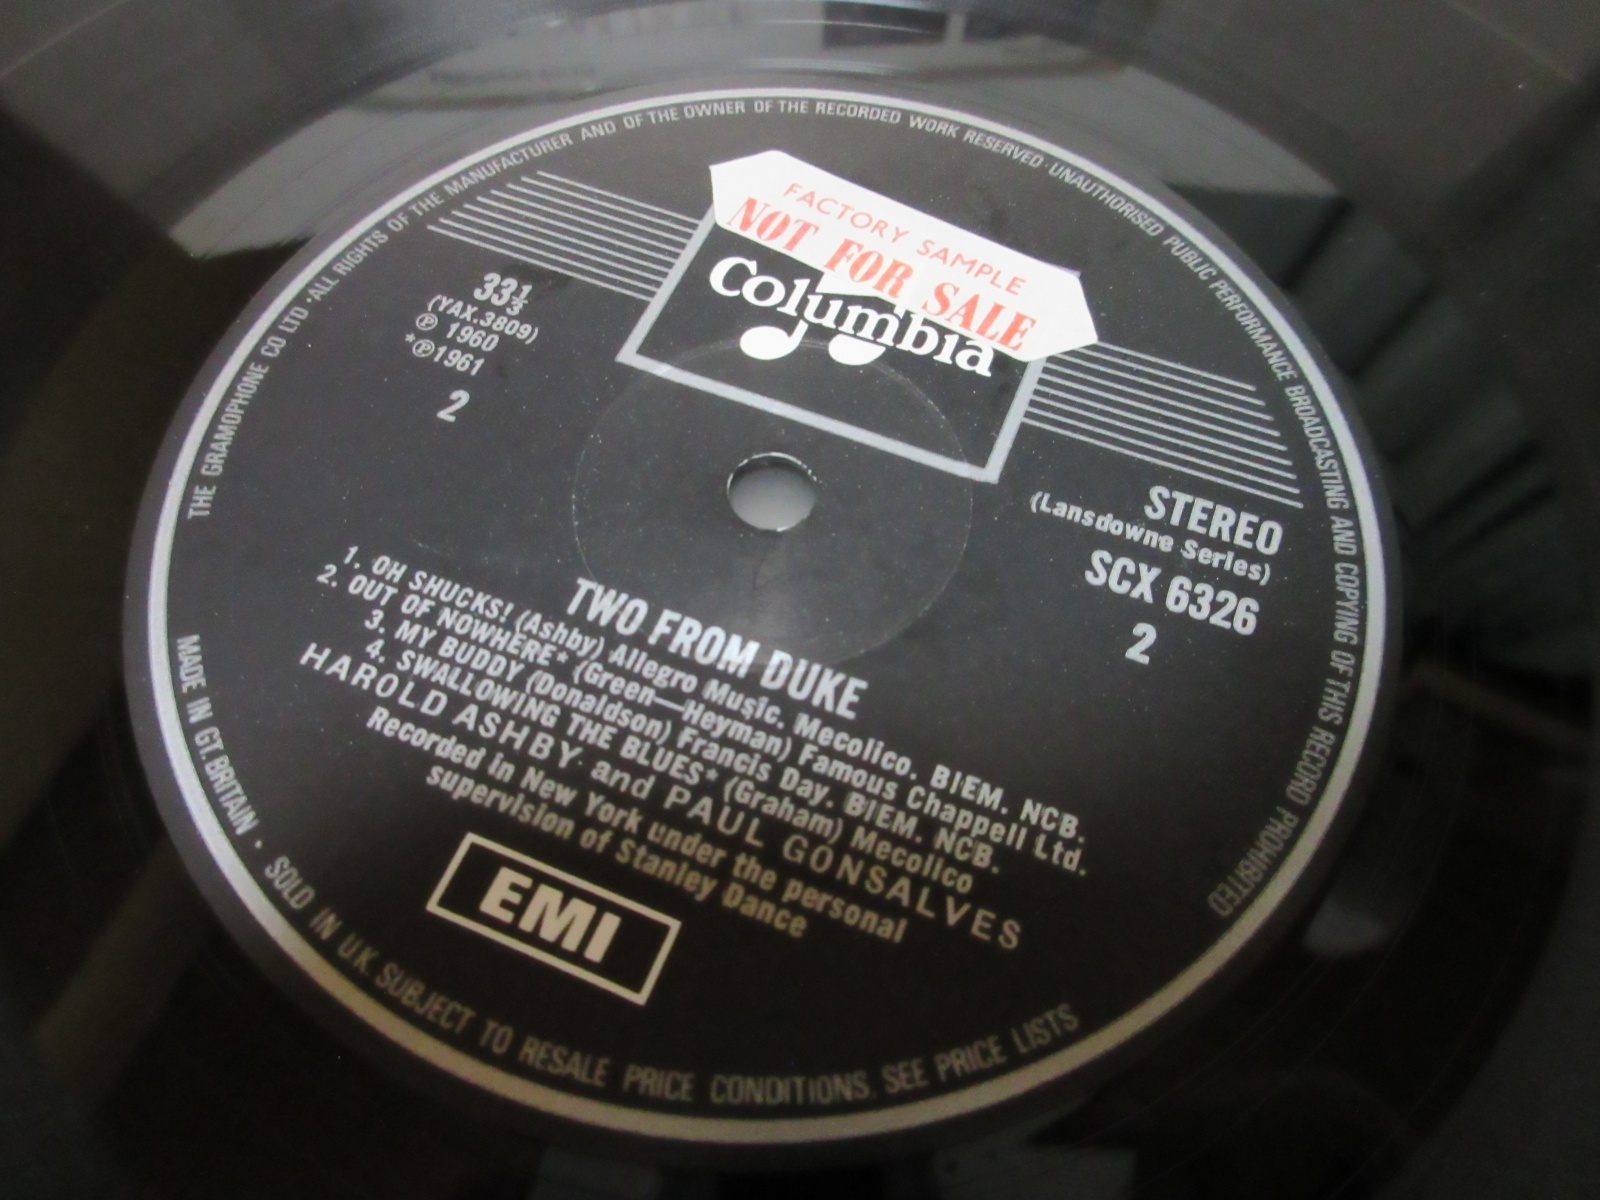 THE GRAMOPHONE CO LTD · ALL RIGHTS OF THE MANUFACTURER AND OF THE OWNER OF THE RECORDED WORK RESERVED · UNAUTHORISED PUBLIC PERFORMANCE BROADCASTING AND COPYING OF THIS RECORD PROHIBITED
FACTORY SAMPLE
NOT FOR SALE
Columbia
33⅓
(YAX.3809)
℗ 1960
*℗1961
2
STEREO
(Lansdowne Series)
SCX 6326
2
TWO FROM DUKE
1. OH SHUCKS! (Ashby) Allegro Music. Mecolico. BIEM. NCB.
2. OUT OF NOWHERE* (Green—Heyman) Famous Chappell Ltd.
3. MY BUDDY (Donaldson) Francis Day. BIEM. NCB.
4. SWALLOWING THE BLUES* (Graham) Mecolico
HAROLD ASHBY and PAUL GONSALVES
Recorded in New York under the personal
supervision of Stanley Dance
EMI
MADE IN GT. BRITAIN · SOLD IN U.K. SUBJECT TO RESALE PRICE CONDITIONS. SEE PRICE LISTS